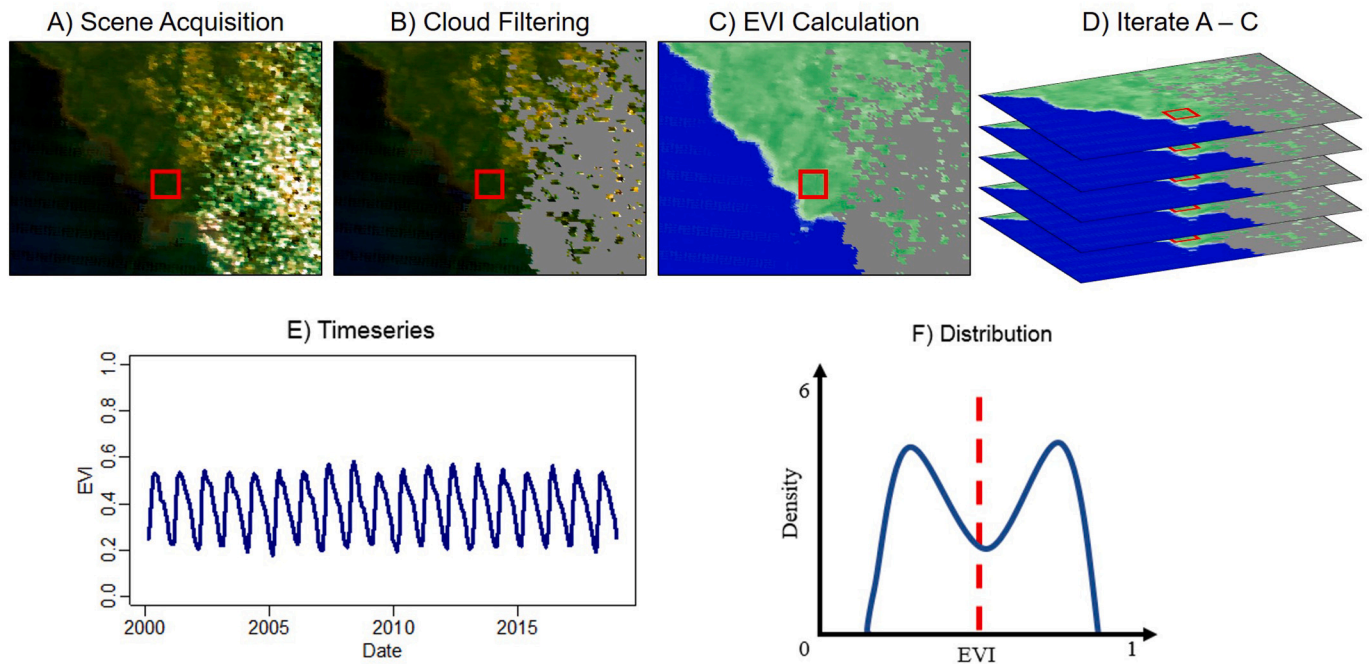 A) Scene Acquisition
B) Cloud Filtering
C) EVI Calculation
D) Iterate A – C
E) Timeseries
EVI
1.0
0.8
0.6
0.4
0.2
0.0
2000
2005
2010
2015
Date
F) Distribution
6
Density
0
EVI
1